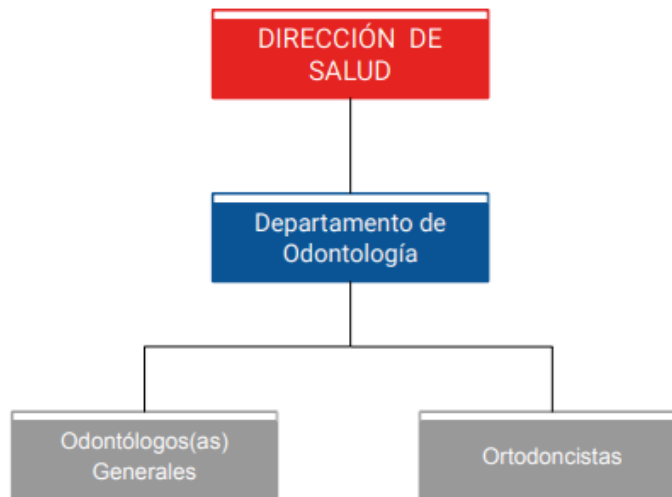 DIRECCIÓN DE
SALUD
Departamento de
Odontología
Odontólogos(as)
Generales
Ortodoncistas